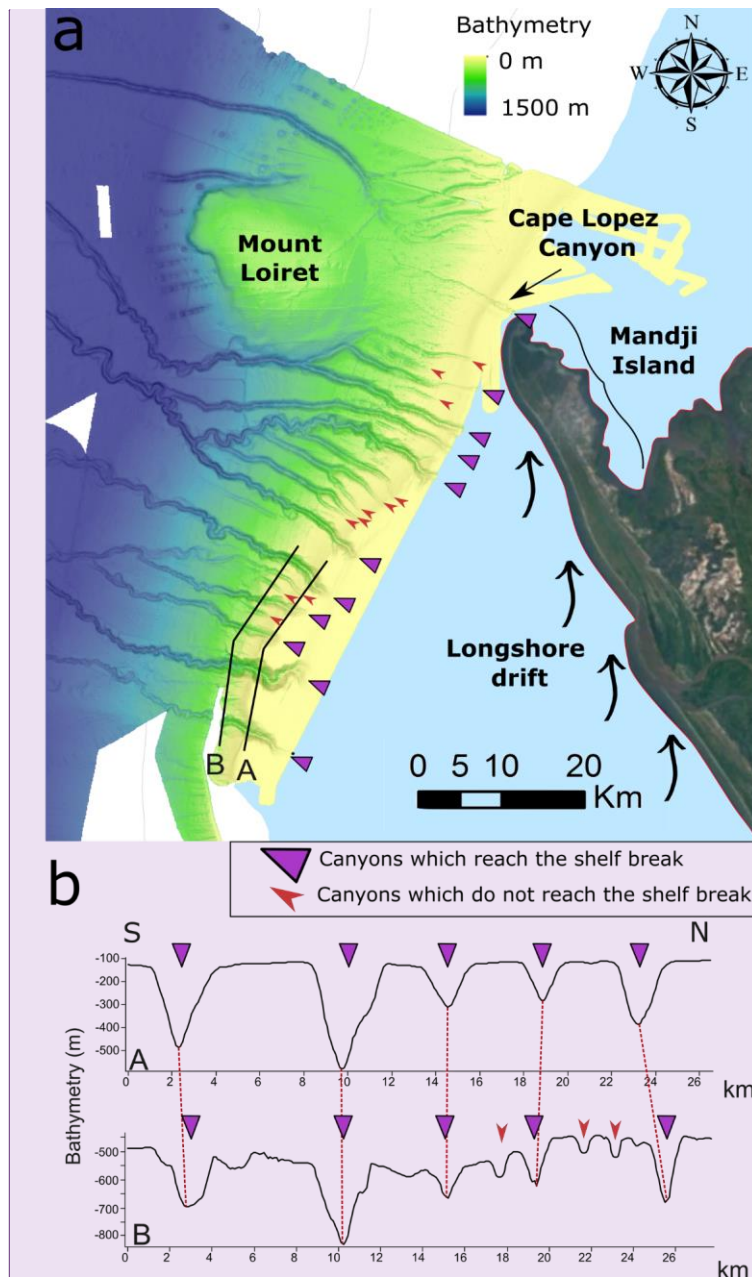 a
Bathymetry
0 m
1500 m
N
W E
S
Cape Lopez
Canyon
Mount
Loiret
Mandji
Island
Longshore
drift
B
A
0 5 10 20
Km
Canyons which reach the shelf break
Canyons which do not reach the shelf break
b
S N
-100
-200
-300
-400
-500
A
0 2 4 6 8 10 12 14 16 18 20 22 24 26
km
Bathymetry (m)
-500
-600
-700
-800
B
0 2 4 6 8 10 12 14 16 18 20 22 24 26
km